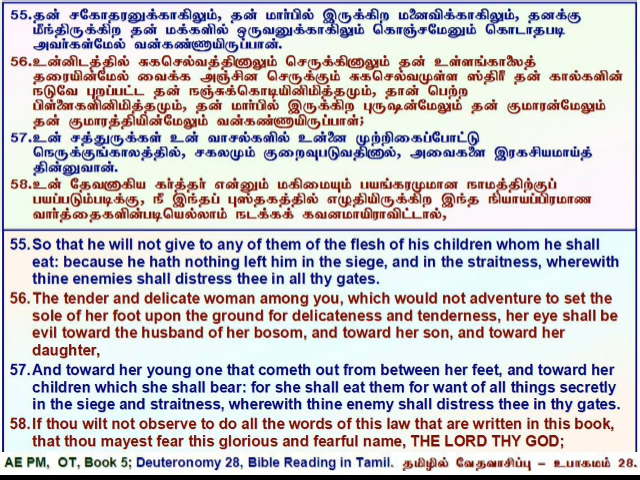 55.தன் சகோதரனுக்காகிலும், தன் மார்பில் இருக்கிற மனைவிக்காகிலும், தனக்கு
மீந்திருக்கிற தன் மக்களில் ஒருவனுக்காகிலும் கொஞ்சமேனும் கொடாதபடி
அவர்கள்மேல் வன்கண்ணாயிருப்பான்.
56.உன்னிடத்தில் சுகசெல்வத்தினாலும் செருக்கினாலும் தன் உள்ளங்காலைத்
தரையின்மேல் வைக்க அஞ்சின செருக்கும் சுகசெல்வமுள்ள ஸ்திரீ தன் கால்களின்
நடுவே புறப்பட்ட தன் நஞ்சுக்கொடியினிமித்தமும், தான் பெற்ற
பிள்ளைகளினிமித்தமும், தன் மார்பில் இருக்கிற புருஷன்மேலும் தன் குமாரன்மேலும்
தன் குமாரத்தியின்மேலும் வன்கண்ணாயிருப்பாள்;
57.உன் சத்துருக்கள் உன் வாசல்களில் உன்னை முற்றிகைப்போட்டு
நெருக்குங்காலத்தில், சகலமும் குறைவுபடுவதினால், அவைகளை இரகசியமாய்த்
தின்னுவாள்.
58.உன் தேவனாகிய கர்த்தர் என்னும் மகிமையும் பயங்கரமுமான நாமத்திற்குப்
பயப்படும்படிக்கு, நீ இந்தப் புஸ்தகத்தில் எழுதியிருக்கிற இந்த நியாயப்பிரமாண
வார்த்தைகளின்படியெல்லாம் நடக்கக் கவனமாயிராவிட்டால்,
55.So that he will not give to any of them of the flesh of his children whom he shall
eat: because he hath nothing left him in the siege, and in the straitness, wherewith
thine enemies shall distress thee in all thy gates.
56.The tender and delicate woman among you, which would not adventure to set the
sole of her foot upon the ground for delicateness and tenderness, her eye shall be
evil toward the husband of her bosom, and toward her son, and toward her
daughter,
57.And toward her young one that cometh out from between her feet, and toward her
children which she shall bear: for she shall eat them for want of all things secretly
in the siege and straitness, wherewith thine enemy shall distress thee in thy gates.
58.If thou wilt not observe to do all the words of this law that are written in this book,
that thou mayest fear this glorious and fearful name, THE LORD THY GOD;
AE PM, OT, Book 5; Deuteronomy 28, Bible Reading in Tamil. தமிழில் வேதவாசிப்பு – உபாகமம் 28.